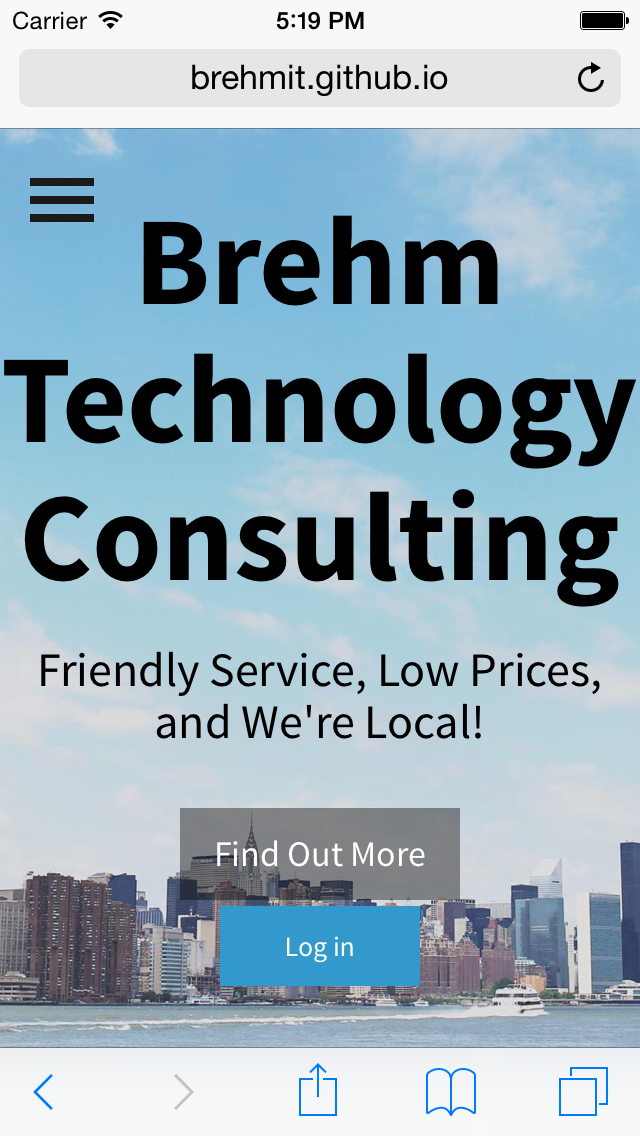 Carrier 5:19 PM
brehmit.github.io
Brehm
Technology
Consulting
Friendly Service, Low Prices,
and We're Local!
Find Out More
Log in